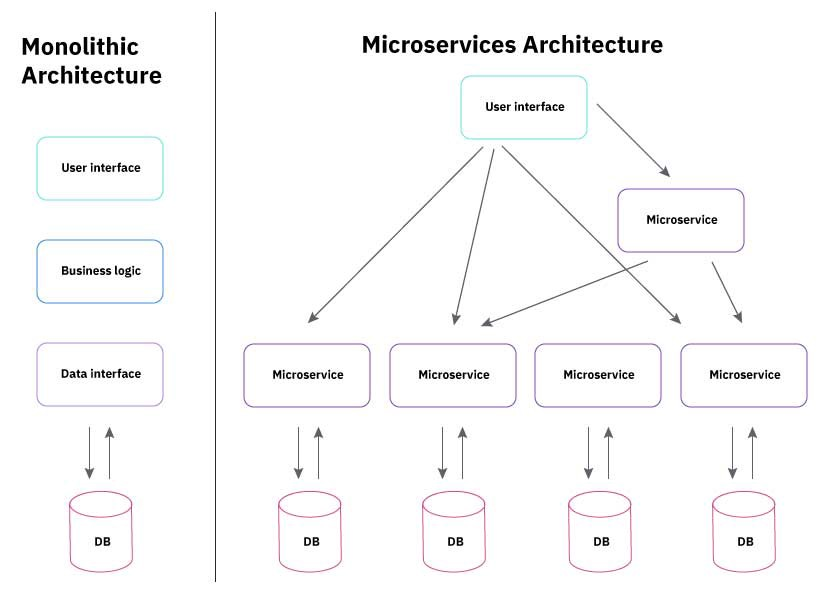 Monolithic
Architecture
User interface
Business logic
Data interface
DB
Microservices Architecture
User interface
Microservice
Microservice
Microservice
Microservice
Microservice
DB
DB
DB
DB